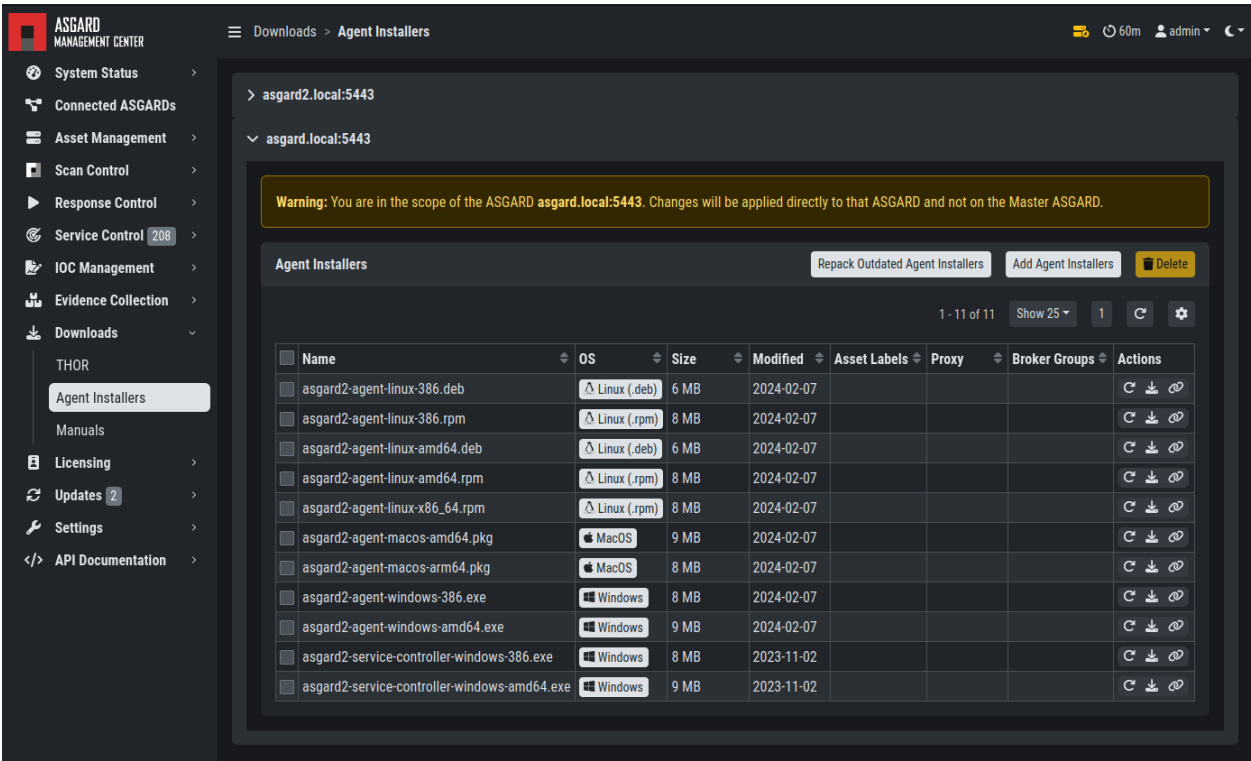 ASGARD
MANAGEMENT CENTER
Downloads > Agent Installers
60m admin
System Status
Connected ASGARDs
Asset Management
Scan Control
Response Control
Service Control 208
IOC Management
Evidence Collection
Downloads
THOR
Agent Installers
Manuals
Licensing
Updates 2
Settings
</> API Documentation
asgard2.local:5443
asgard.local:5443
Warning: You are in the scope of the ASGARD asgard.local:5443. Changes will be applied directly to that ASGARD and not on the Master ASGARD.
Agent Installers Repack Outdated Agent Installers Add Agent Installers Delete
1 - 11 of 11 Show 25 1
Name OS Size Modified Asset Labels Proxy Broker Groups Actions
asgard2-agent-linux-386.deb Linux (.deb) 6 MB 2024-02-07
asgard2-agent-linux-386.rpm Linux (.rpm) 8 MB 2024-02-07
asgard2-agent-linux-amd64.deb Linux (.deb) 6 MB 2024-02-07
asgard2-agent-linux-amd64.rpm Linux (.rpm) 8 MB 2024-02-07
asgard2-agent-linux-x86_64.rpm Linux (.rpm) 8 MB 2024-02-07
asgard2-agent-macos-amd64.pkg MacOS 9 MB 2024-02-07
asgard2-agent-macos-arm64.pkg MacOS 8 MB 2024-02-07
asgard2-agent-windows-386.exe Windows 8 MB 2024-02-07
asgard2-agent-windows-amd64.exe Windows 9 MB 2024-02-07
asgard2-service-controller-windows-386.exe Windows 8 MB 2023-11-02
asgard2-service-controller-windows-amd64.exe Windows 9 MB 2023-11-02